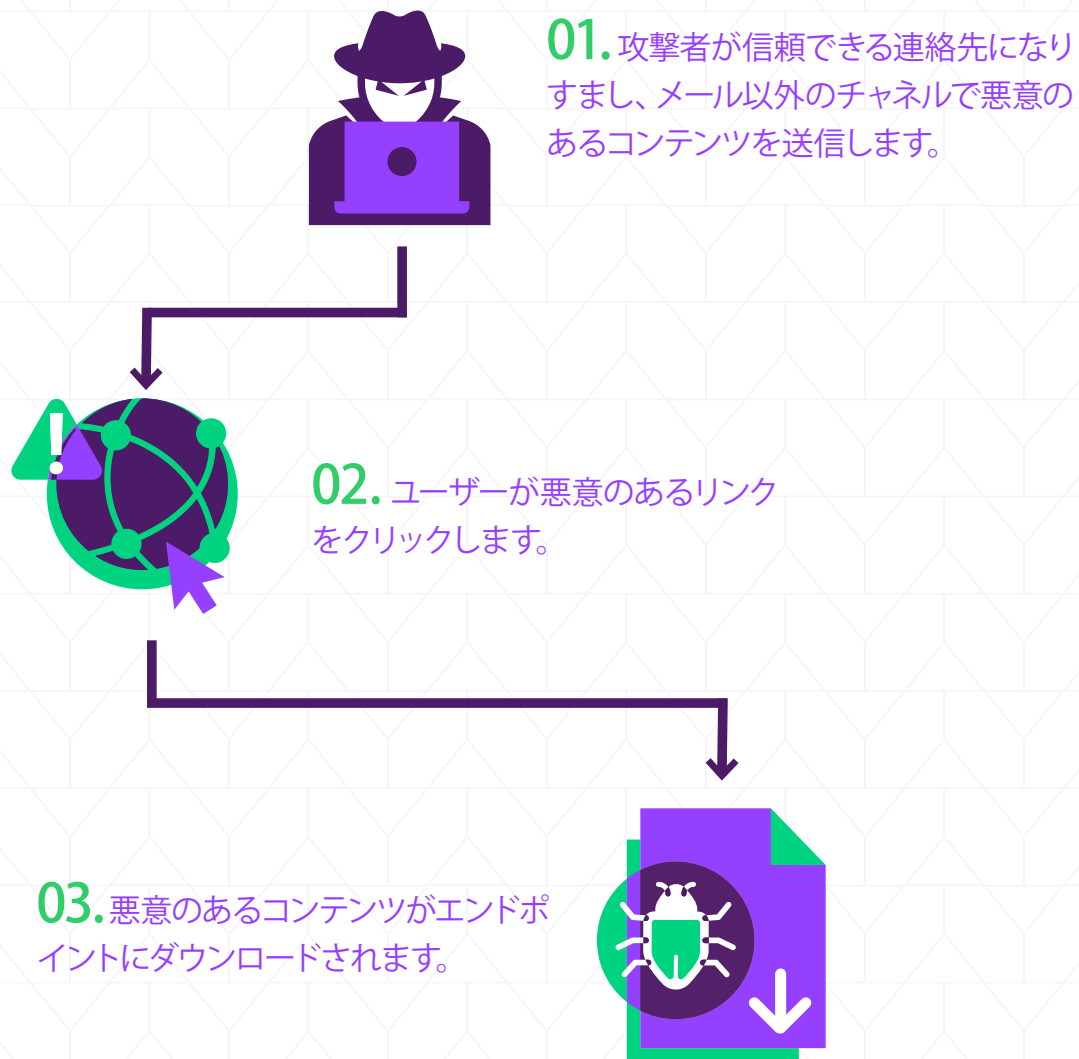 01. 攻撃者が信頼できる連絡先になり
すまし、メール以外のチャネルで悪意の
あるコンテンツを送信します。
02. ユーザーが悪意のあるリンク
をクリックします。
03. 悪意のあるコンテンツがエンドポ
イントにダウンロードされます。